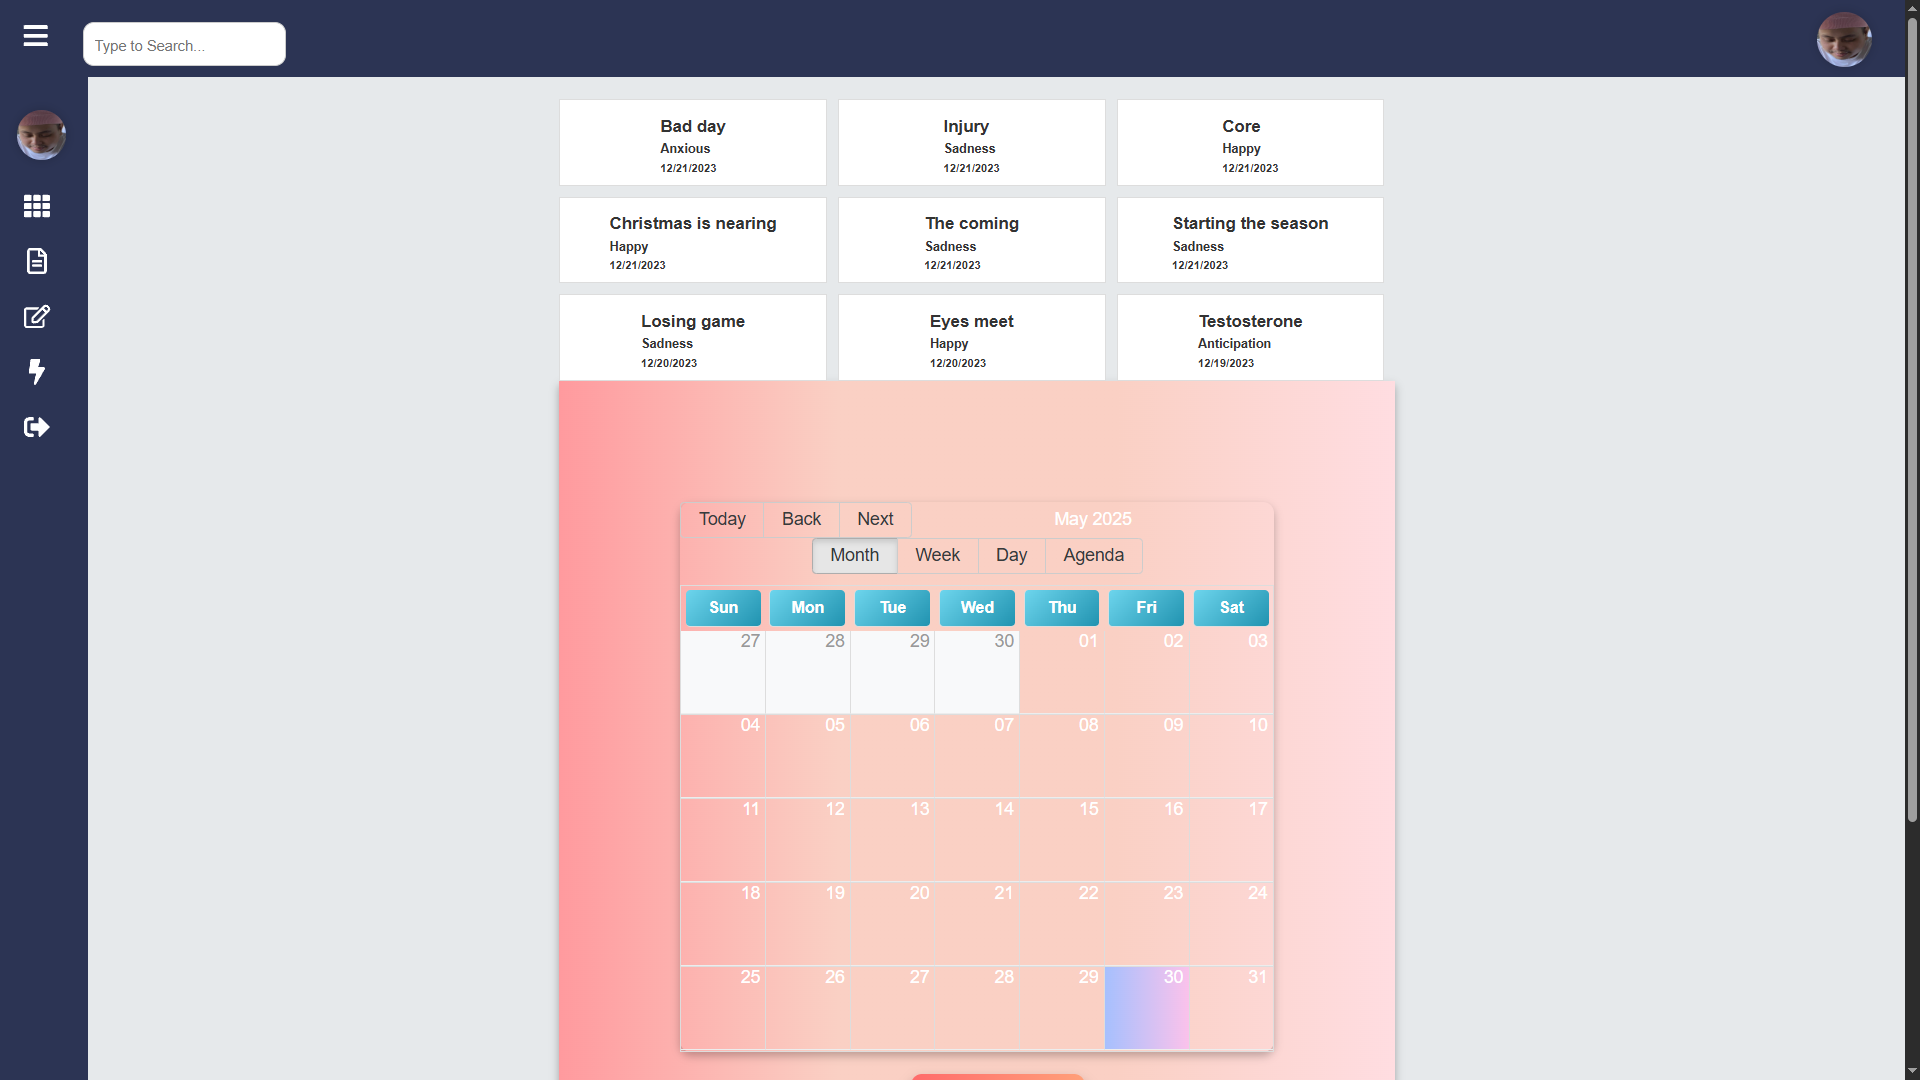 Type to Search...
Bad day
Anxious
12/21/2023
Injury
Sadness
12/21/2023
Core
Happy
12/21/2023
Christmas is nearing
Happy
12/21/2023
The coming
Sadness
12/21/2023
Starting the season
Sadness
12/21/2023
Losing game
Sadness
12/20/2023
Eyes meet
Happy
12/20/2023
Testosterone
Anticipation
12/19/2023
Today Back Next May 2025
Month Week Day Agenda
Sun Mon Tue Wed Thu Fri Sat
27 28 29 30 01 02 03
04 05 06 07 08 09 10
11 12 13 14 15 16 17
18 19 20 21 22 23 24
25 26 27 28 29 30 31